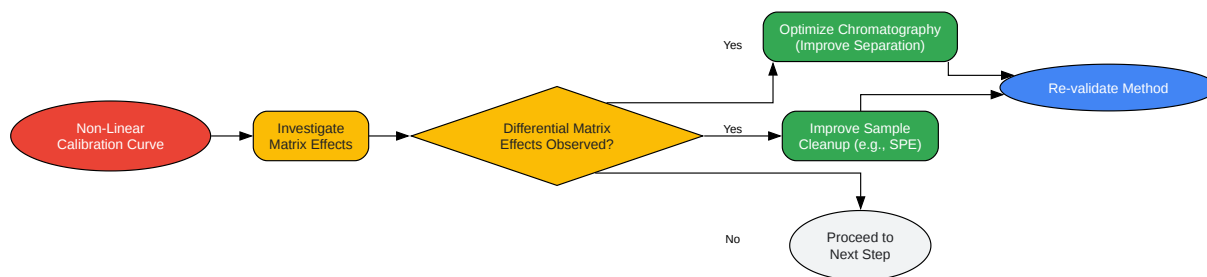 Non-Linear
Calibration Curve
Investigate
Matrix Effects
Differential Matrix
Effects Observed?
Yes
Optimize Chromatography
(Improve Separation)
Yes
Improve Sample
Cleanup (e.g., SPE)
Re-validate Method
No
Proceed to
Next Step